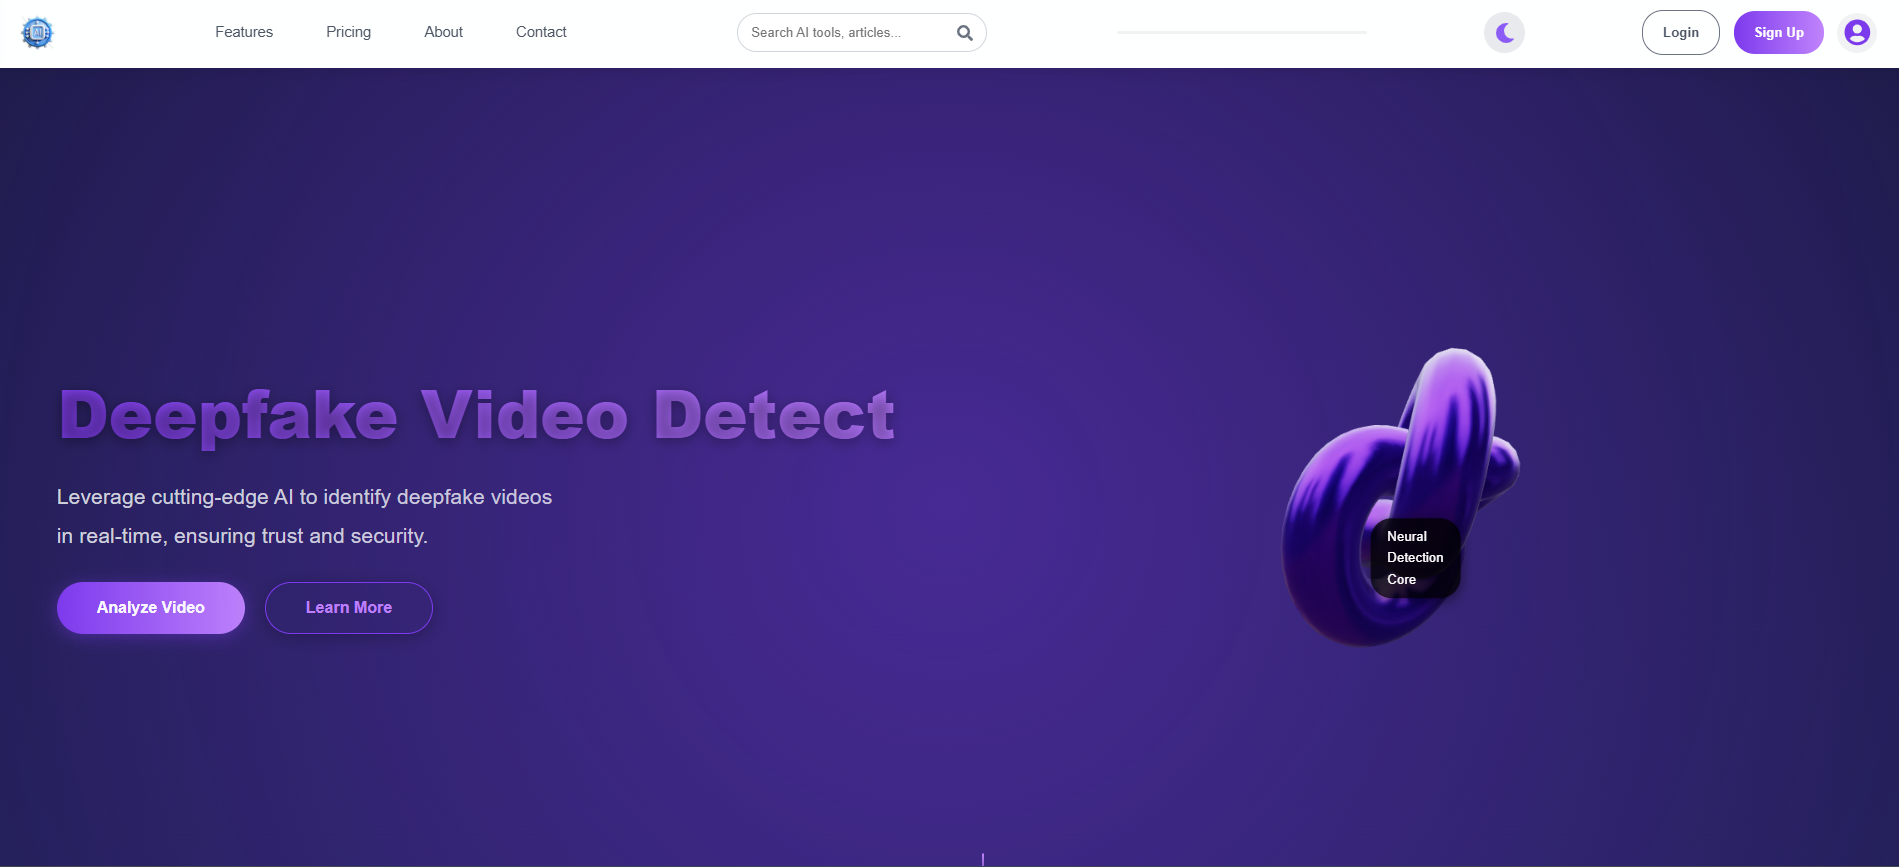 AI
Features
Pricing
About
Contact
Search AI tools, articles...
Login
Sign Up
Deepfake Video Detect
Leverage cutting-edge AI to identify deepfake videos
in real-time, ensuring trust and security.
Analyze Video
Learn More
Neural
Detection
Core